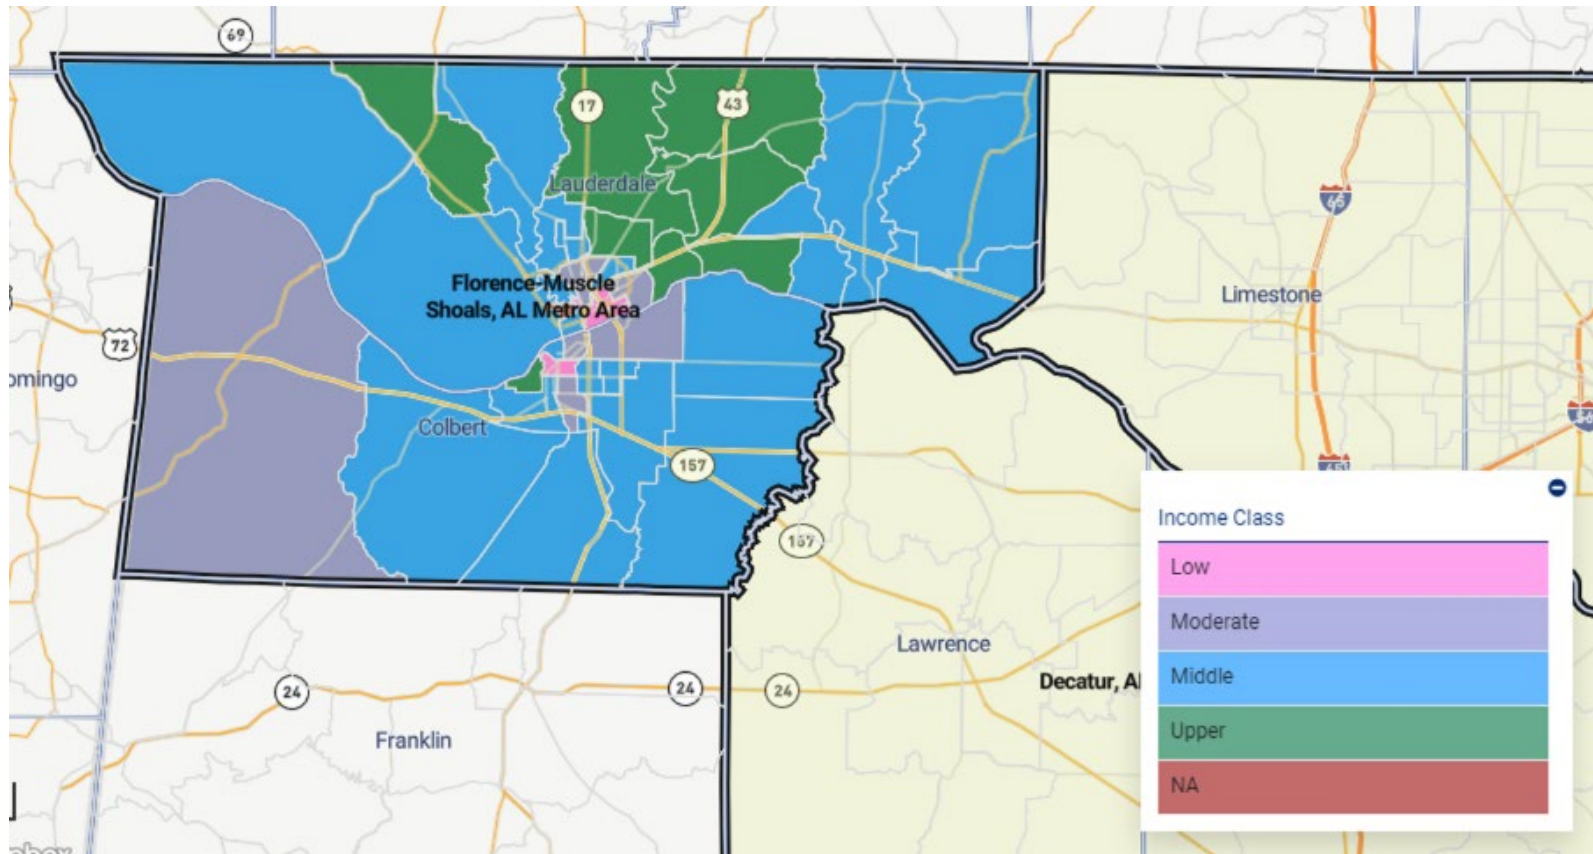 69
17
43
Lauderdale
65
Florence-Muscle
Shoals, AL Metro Area
Limestone
72
omingo
Colbert
157
65
Income Class
157
Low
Moderate
Lawrence
Middle
24
24
24
Decatur, Al
Upper
Franklin
NA